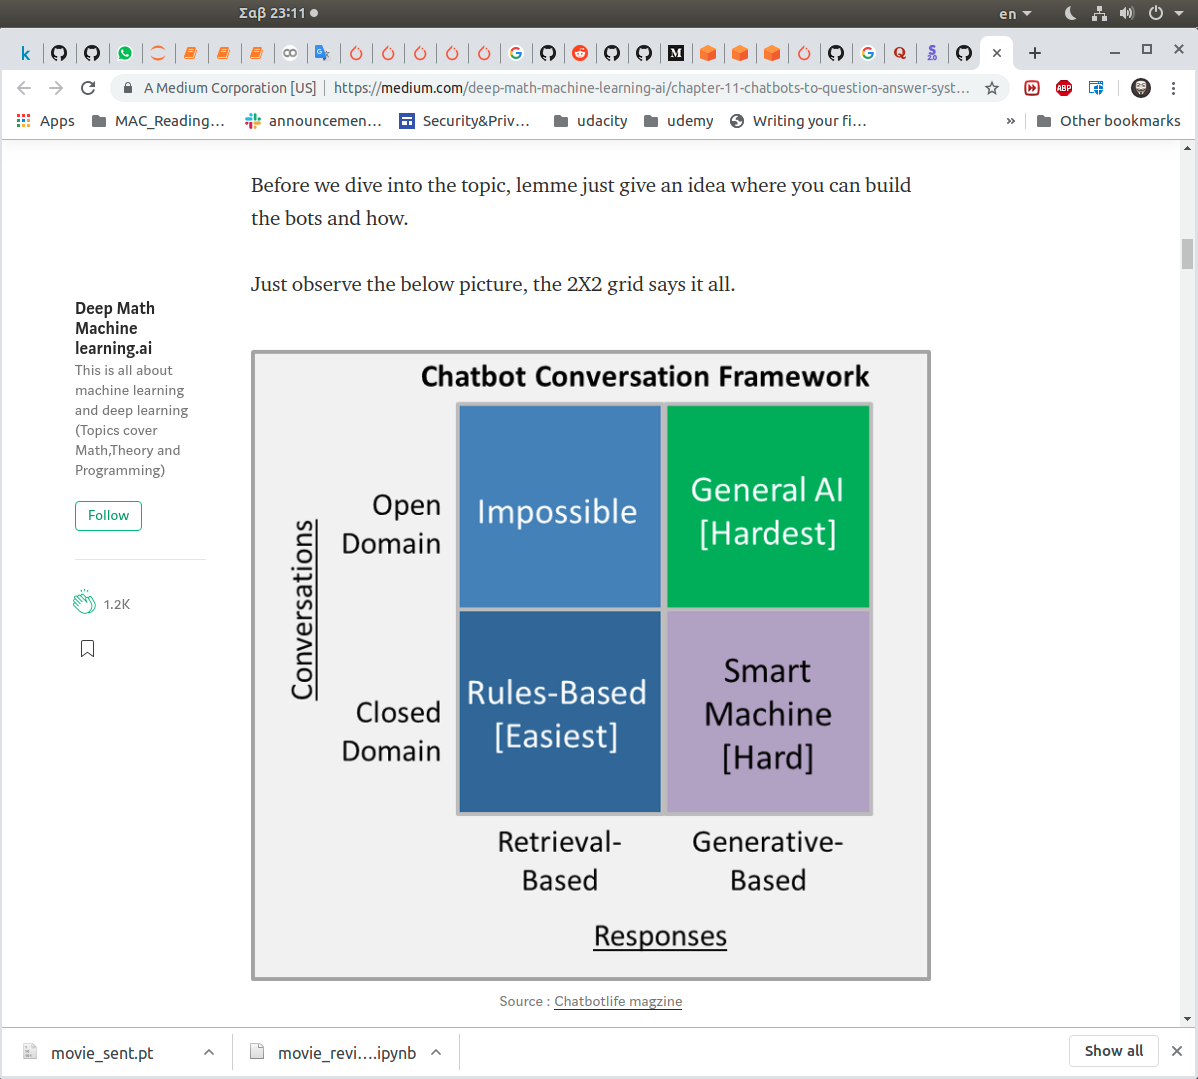 Σαβ 23:11
en
A Medium Corporation [US] | https://medium.com/deep-math-machine-learning-ai/chapter-11-chatbots-to-question-answer-syst...
ABP
Apps
MAC_Reading...
announcemen...
Security&Priv...
udacity
udemy
Writing your fi...
»
Other bookmarks
Before we dive into the topic, lemme just give an idea where you can build
the bots and how.
Just observe the below picture, the 2X2 grid says it all.
Deep Math
Machine
learning.ai
This is all about
machine learning
and deep learning
(Topics cover
Math,Theory and
Programming)
Follow
1.2K
Chatbot Conversation Framework
Conversations
Open
Domain
Impossible
General AI
[Hardest]
Closed
Domain
Rules-Based
[Easiest]
Smart
Machine
[Hard]
Retrieval-
Based
Generative-
Based
Responses
Source : Chatbotlife magzine
movie_sent.pt
movie_revi....ipynb
Show all